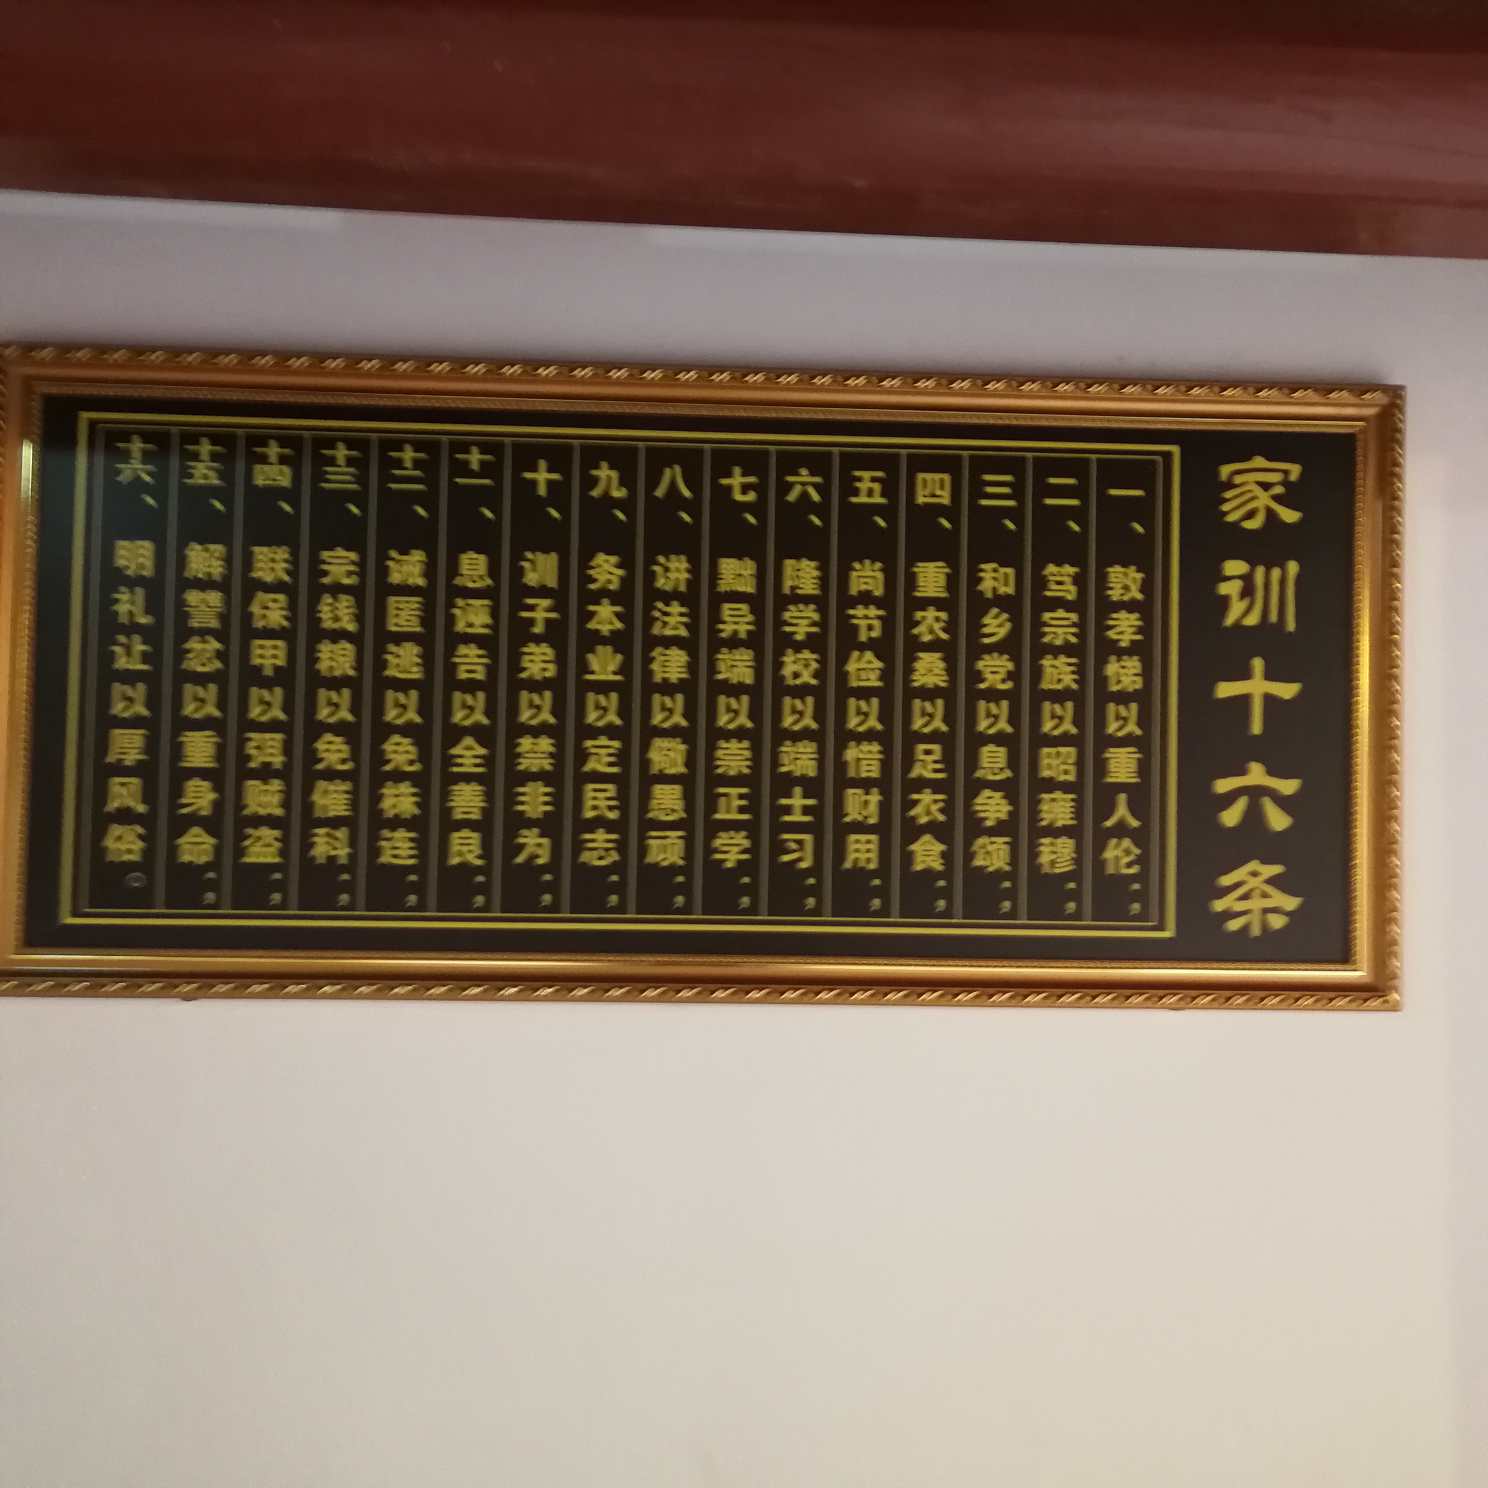 家训十六条
一、敦孝悌以重人伦；
二、笃宗族以昭雍穆；
三、和乡党以息争颂；
四、重农桑以足衣食；
五、尚节俭以惜财用；
六、隆学校以端士习；
七、黜异端以崇正学；
八、讲法律以儆愚顽；
九、务本业以定民志；
十、训子弟以禁非为；
十一、息诬告以全善良；
十二、诫匿逃以免株连；
十三、完钱粮以免催科；
十四、联保甲以弭贼盗；
十五、解讐忿以重身命；
十六、明礼让以厚风俗。